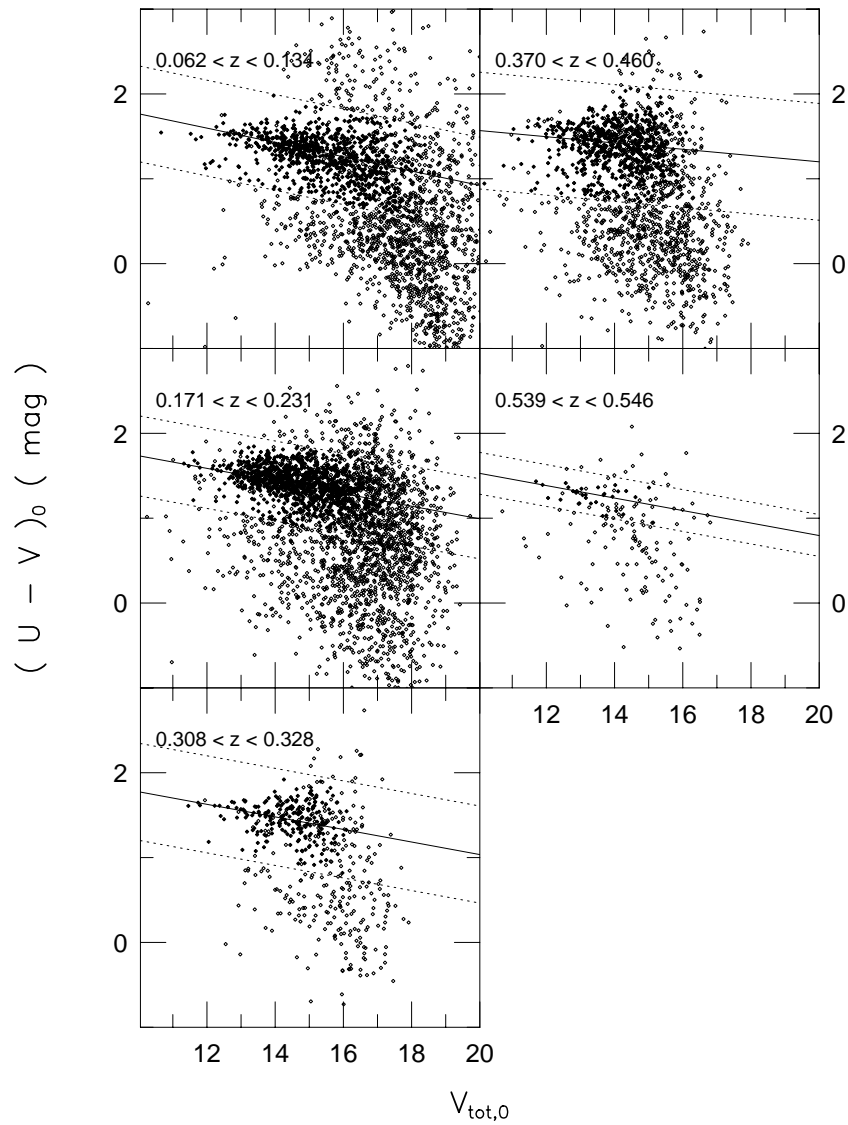 0.062 < z < 0.134
0.370 < z < 0.460
2
2
0
0
0.171 < z < 0.231
0.539 < z < 0.546
2
2
0
0
( U – V )₀ ( mag )
12 14 16 18 20
0.308 < z < 0.328
2
0
12 14 16 18 20
V_tot,0